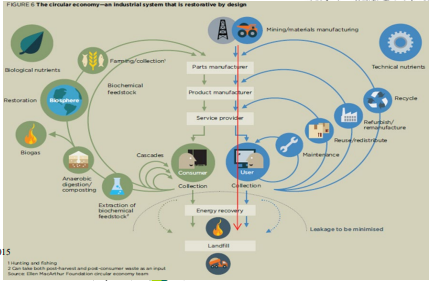 FIGURE 6 The circular economy—an industrial system that is restorative by design
Mining/materials manufacturing
Farming/collection¹
Biological nutrients
Technical nutrients
Parts manufacturer
Biochemical
feedstock
Product manufacturer
Recycle
Restoration
Biosphere
Service provider
Refurbish/
remanufacture
Reuse/redistribute
Biogas
Maintenance
Cascades
Consumer
User
Anaerobic
digestion/
composting
Collection
Collection
Extraction of
biochemical
feedstock²
Energy recovery
Leakage to be minimised
Landfill
015
1 Hunting and fishing
2 Can take both post-harvest and post-consumer waste as an input
Source: Ellen MacArthur Foundation circular economy team